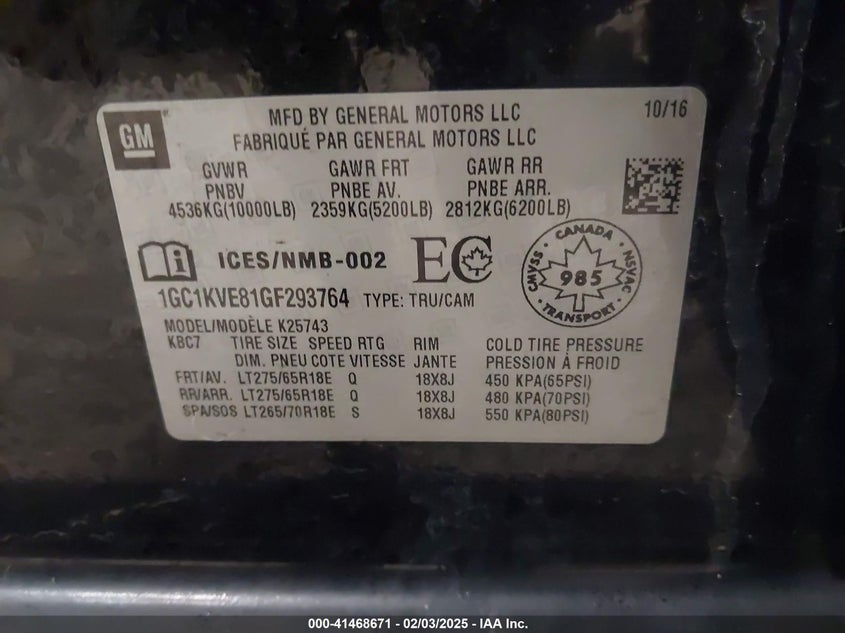 GM
MFD BY GENERAL MOTORS LLC
10/16
FABRIQUÉ PAR GENERAL MOTORS LLC
GVWR GAWR FRT GAWR RR
PNBV PNBE AV. PNBE ARR.
4536KG(10000LB) 2359KG(5200LB) 2812KG(6200LB)
ICES/NMB-002 EC
CANADA
CMVSS 985 NSVAC
TRANSPORT
1GC1KVE81GF293764 TYPE: TRU/CAM
MODEL/MODÈLE K25743
KBC7 TIRE SIZE SPEED RTG RIM COLD TIRE PRESSURE
DIM. PNEU COTE VITESSE JANTE PRESSION À FROID
FRT/AV. LT275/65R18E Q 18X8J 450 KPA(65PSI)
RR/ARR. LT275/65R18E Q 18X8J 480 KPA(70PSI)
SPA/SOS LT265/70R18E S 18X8J 550 KPA(80PSI)
000-41468671 - 02/03/2025 - IAA Inc.